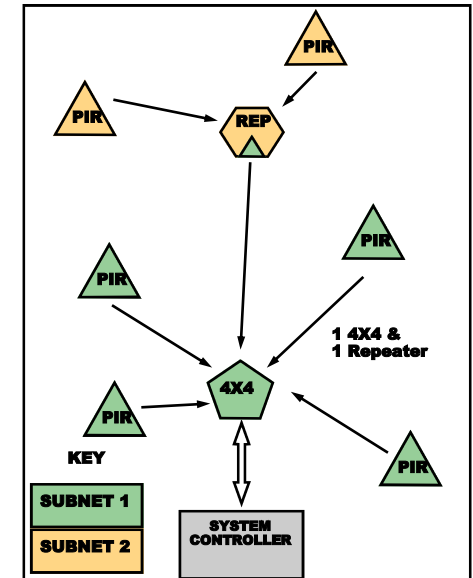 PIR
PIR
REP
PIR
PIR
1 4X4 &
1 Repeater
4X4
PIR
KEY
PIR
SUBNET 1
SYSTEM
CONTROLLER
SUBNET 2